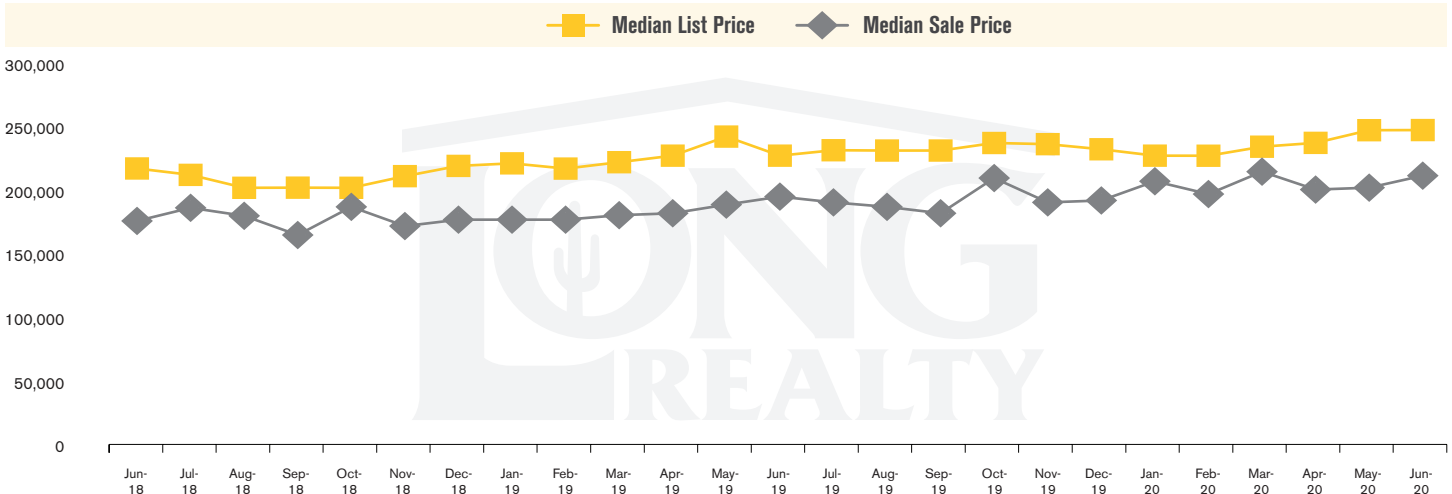 Median List Price Median Sale Price
300,000
250,000
200,000
150,000
100,000
50,000
0
LONG
REALTY
Jun- Jul- Aug- Sep- Oct- Nov- Dec- Jan- Feb- Mar- Apr- May- Jun- Jul- Aug- Sep- Oct- Nov- Dec- Jan- Feb- Mar- Apr- May- Jun-
18 18 18 18 18 18 18 19 19 19 19 19 19 19 19 19 19 19 19 20 20 20 20 20 20